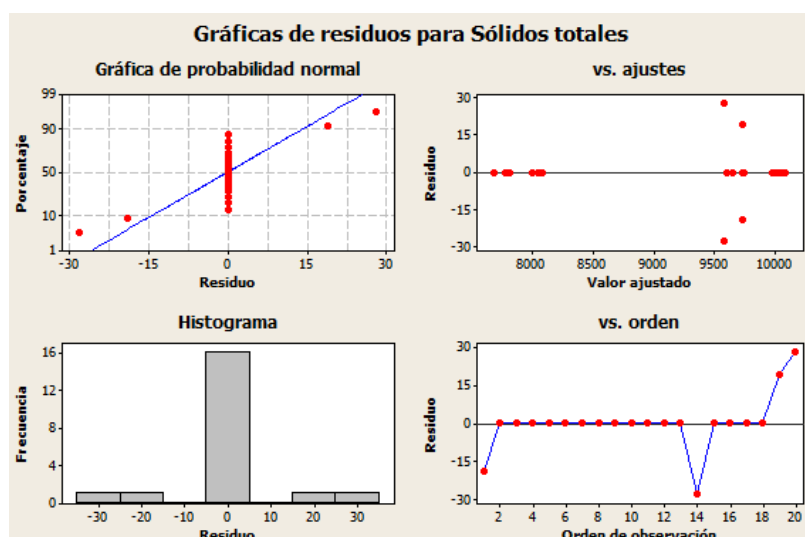 Gráficas de residuos para Sólidos totales
Gráfica de probabilidad normal
99
90
50
10
1
Porcentaje
-30 -15 0 15 30
Residuo
vs. ajustes
30
15
0
-15
-30
Residuo
8000 8500 9000 9500 10000
Valor ajustado
Histograma
16
12
8
4
0
Frecuencia
-30 -20 -10 0 10 20 30
Residuo
vs. orden
30
15
0
-15
-30
Residuo
2 4 6 8 10 12 14 16 18 20
Orden de observación